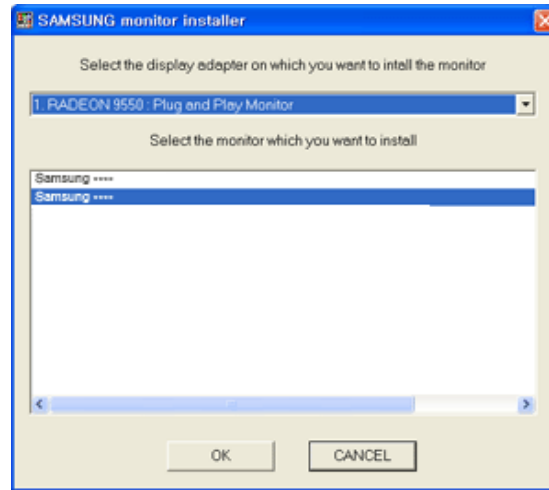 SAMSUNG monitor installer
Select the display adapter on which you want to intall the monitor
1. RADEON 9550 : Plug and Play Monitor
Select the monitor which you want to install
Samsung ----
Samsung ----
OK CANCEL